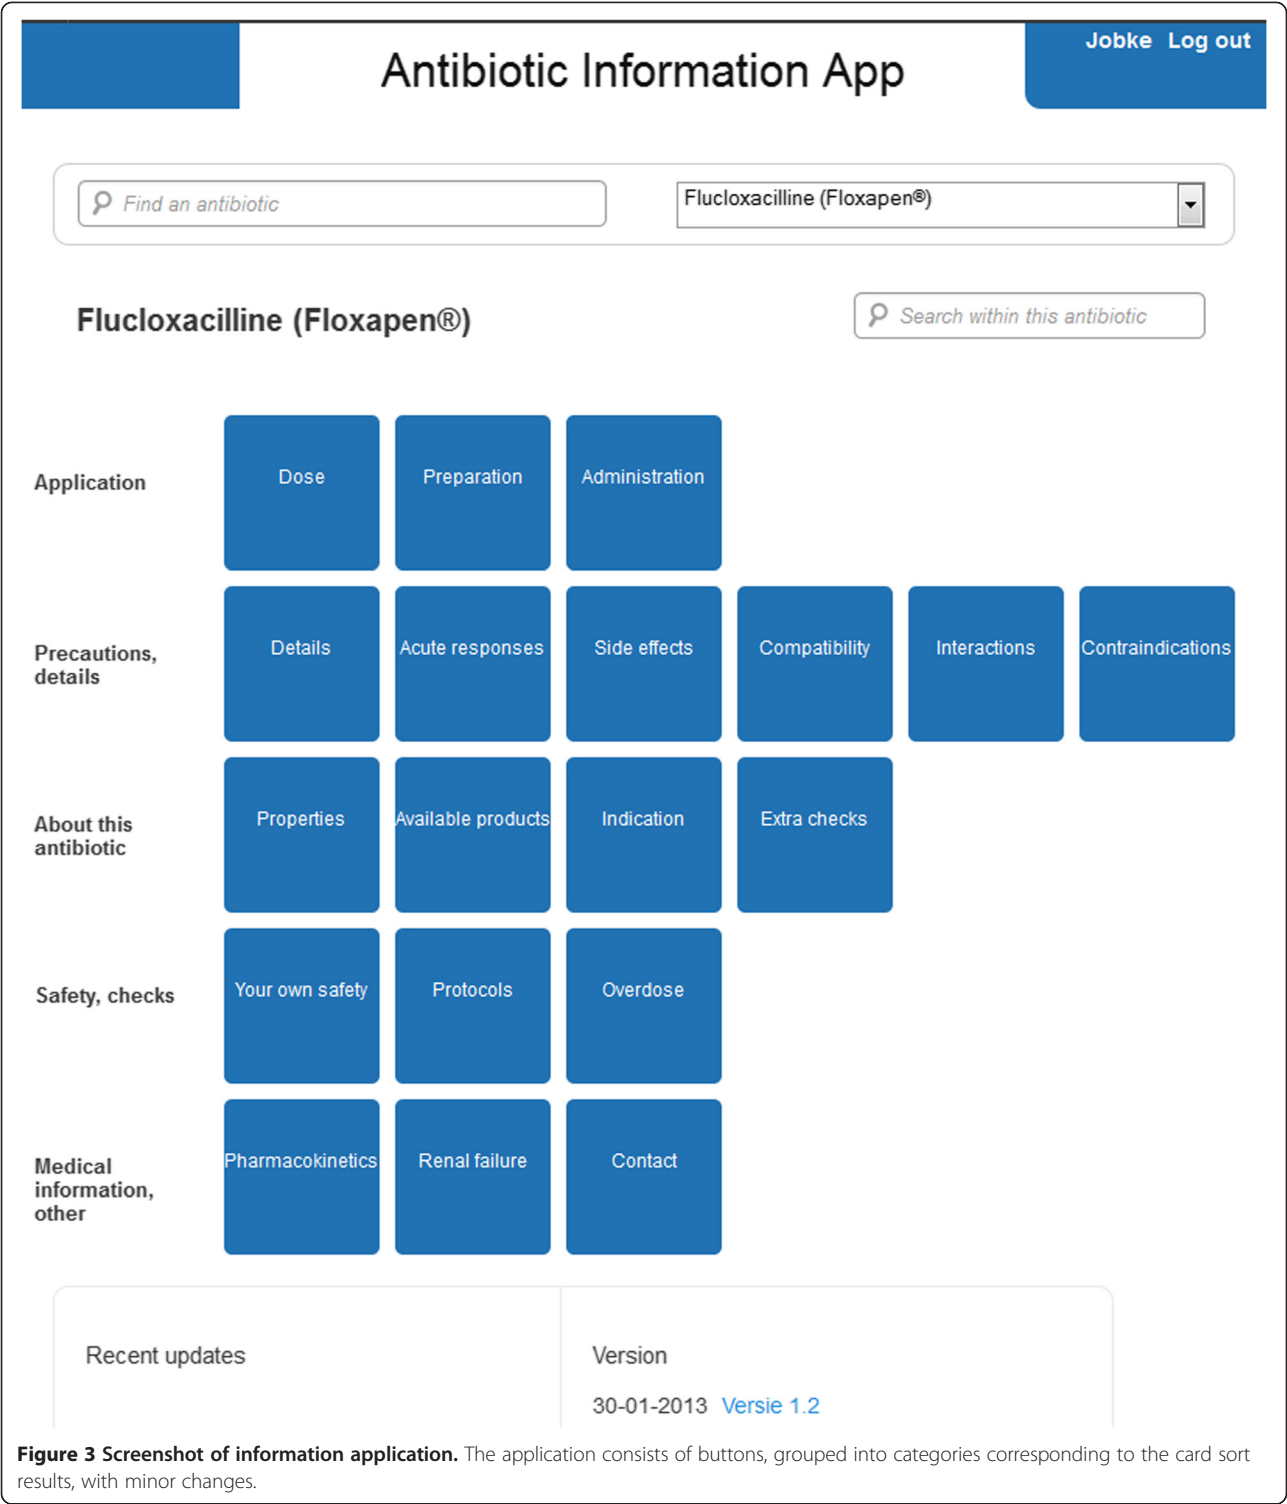 Jobke Log out
Antibiotic Information App
Find an antibiotic
Flucloxacilline (Floxapen®)
Flucloxacilline (Floxapen®)
Search within this antibiotic
Application
Dose
Preparation
Administration
Precautions,
details
Details
Acute responses
Side effects
Compatibility
Interactions
Contraindications
About this
antibiotic
Properties
Available products
Indication
Extra checks
Safety, checks
Your own safety
Protocols
Overdose
Medical
information,
other
Pharmacokinetics
Renal failure
Contact
Recent updates
Version
30-01-2013 Versie 1.2
Figure 3 Screenshot of information application. The application consists of buttons, grouped into categories corresponding to the card sort
results, with minor changes.